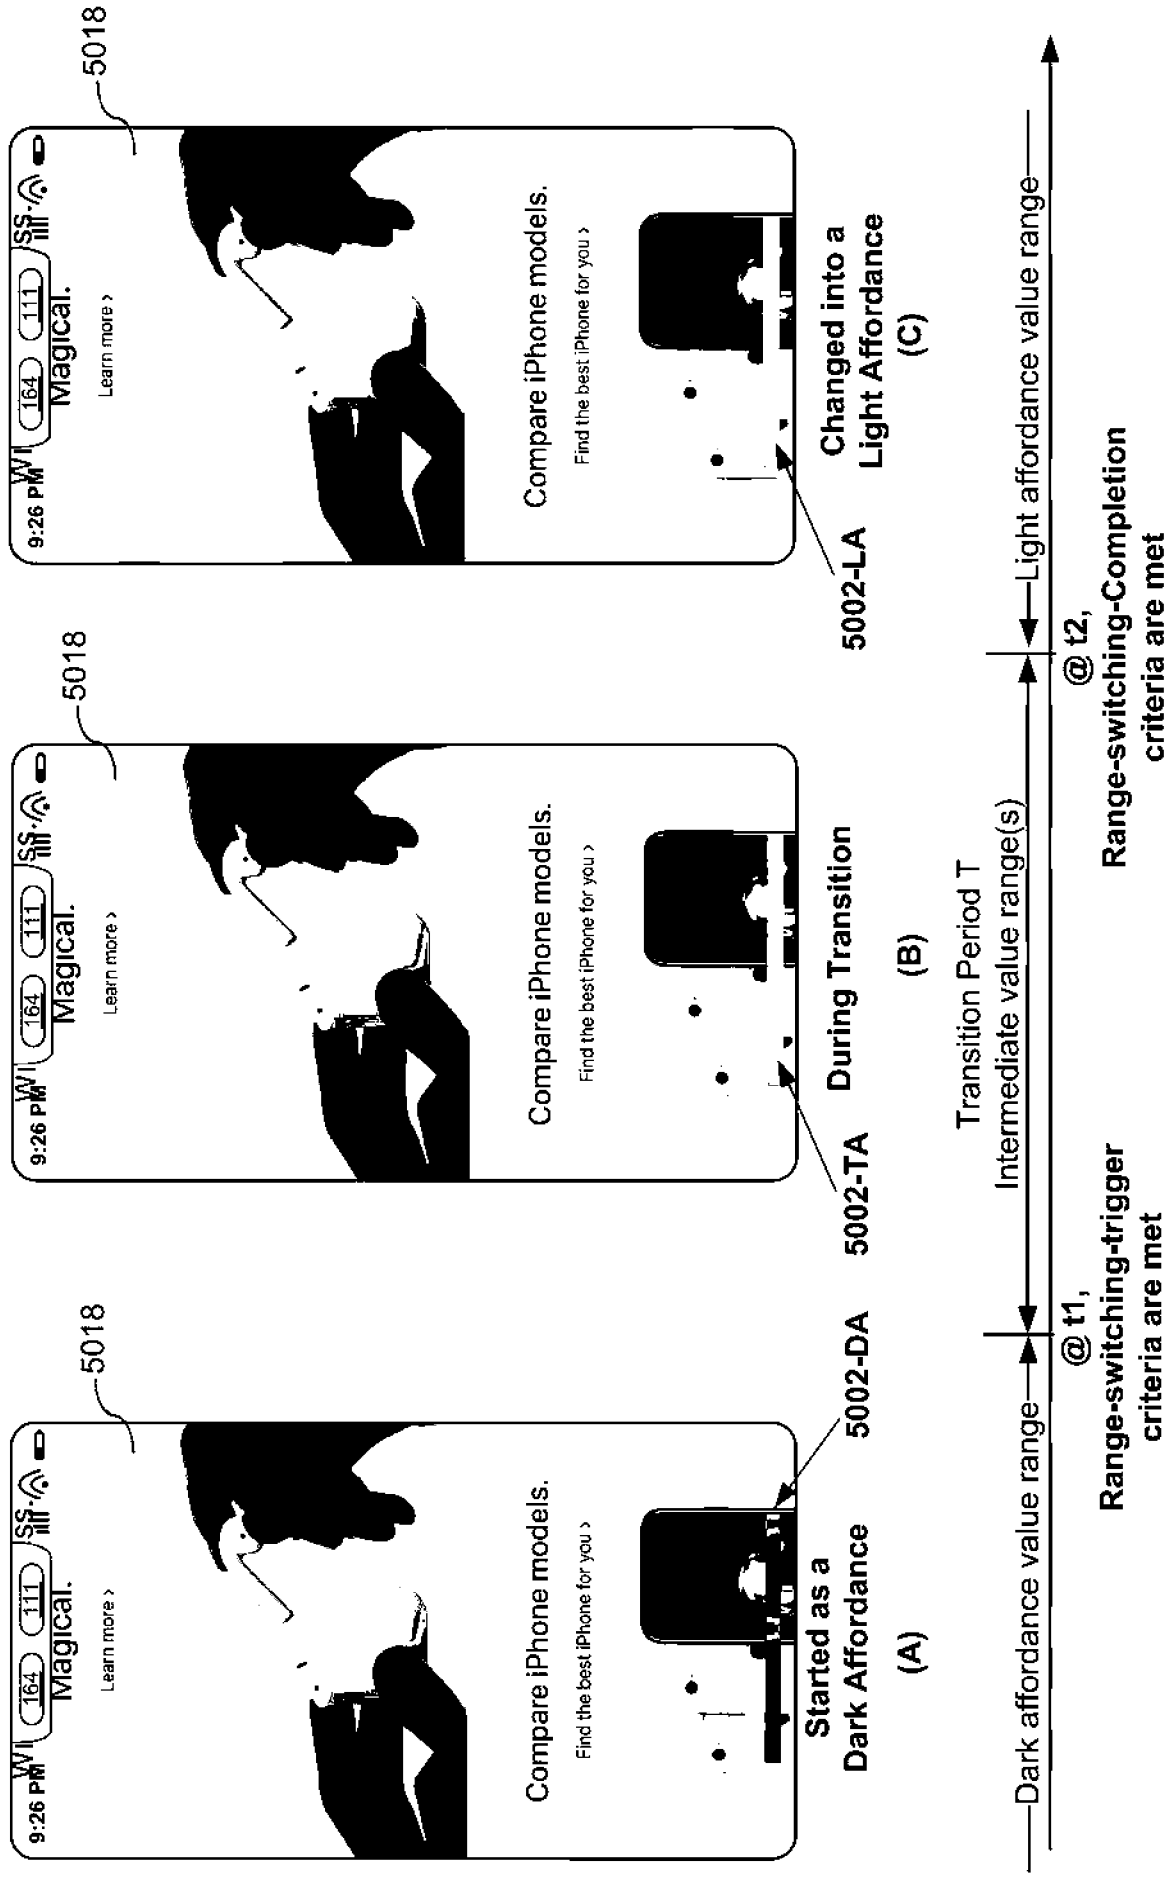 5018
9:26 PM
164
111
SS
Magical.
Learn more >
Compare iPhone models.
Find the best iPhone for you >
5002-DA
Started as a
Dark Affordance
(A)
5018
9:26 PM
164
111
SS
Magical.
Learn more >
Compare iPhone models.
Find the best iPhone for you >
5002-TA
During Transition
(B)
5018
9:26 PM
164
111
SS
Magical.
Learn more >
Compare iPhone models.
Find the best iPhone for you >
5002-LA
Changed into a
Light Affordance
(C)
Dark affordance value range
Transition Period T
Intermediate value range(s)
Light affordance value range
@ t1,
Range-switching-trigger
criteria are met
@ t2,
Range-switching-Completion
criteria are met